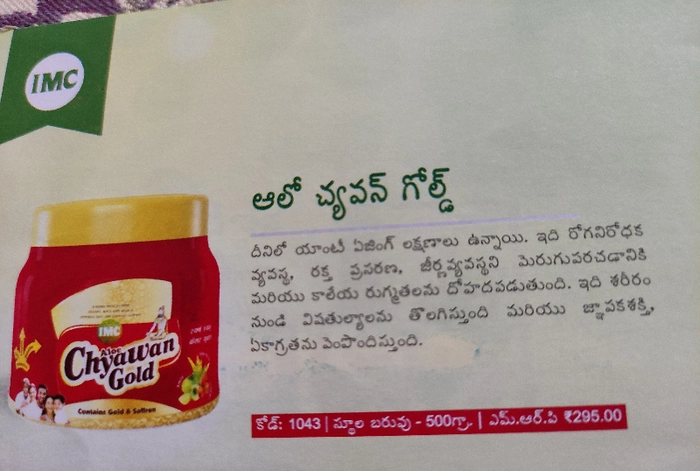 IMC
ఆలో చ్యవన్ గోల్డ్
దీనిలో యాంటీ ఏజింగ్ లక్షణాలు ఉన్నాయి. ఇది రోగనిరోధక
వ్యవస్థ, రక్త ప్రసరణ, జీర్ణవ్యవస్థని మెరుగుపరచడానికి
మరియు కాలేయ రుగ్మతలను దోహదపడుతుంది. ఇది శరీరం
నుండి విషతుల్యాలను తొలగిస్తుంది మరియు జ్ఞాపకశక్తి,
ఏకాగ్రతను పెంపొందిస్తుంది.
IMC
Aloe
Chyawan
Gold
Contains Gold & Saffron
కోడ్: 1043 | స్థూల బరువు - 500గ్రా. | ఎమ్.ఆర్.పి ₹295.00